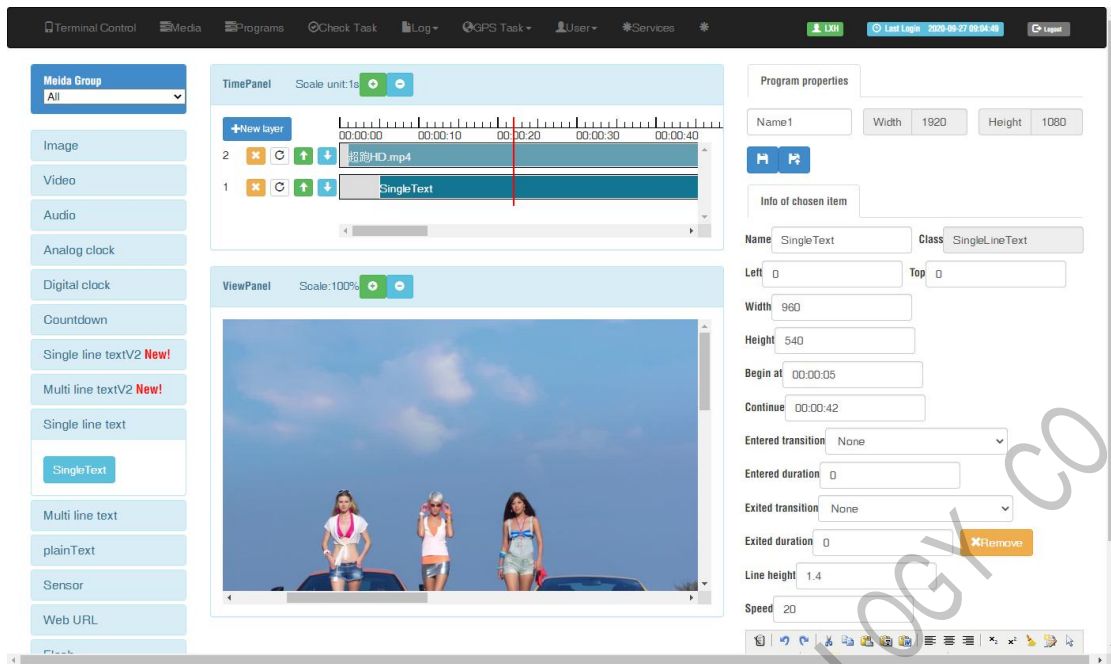 Terminal Control Media Programs Check Task Log GPS Task User Services LXH Last Login 2020-09-27 09:04:49 Logout
Meida Group
All
Image
Video
Audio
Analog clock
Digital clock
Countdown
Single line textV2 New!
Multi line textV2 New!
Single line text
SingleText
Multi line text
plainText
Sensor
Web URL
Flash
TimePanel Scale unit:1s
New layer
00:00:00 00:00:10 00:00:20 00:00:30 00:00:40
2 超跑HD.mp4
1 SingleText
ViewPanel Scale:100%
Program properties
Name1 Width 1920 Height 1080
Info of chosen item
Name SingleText Class SingleLineText
Left 0 Top 0
Width 960
Height 540
Begin at 00:00:05
Continue 00:00:42
Entered transition None
Entered duration 0
Exited transition None
Exited duration 0 Remove
Line height 1.4
Speed 20
LOGY CO